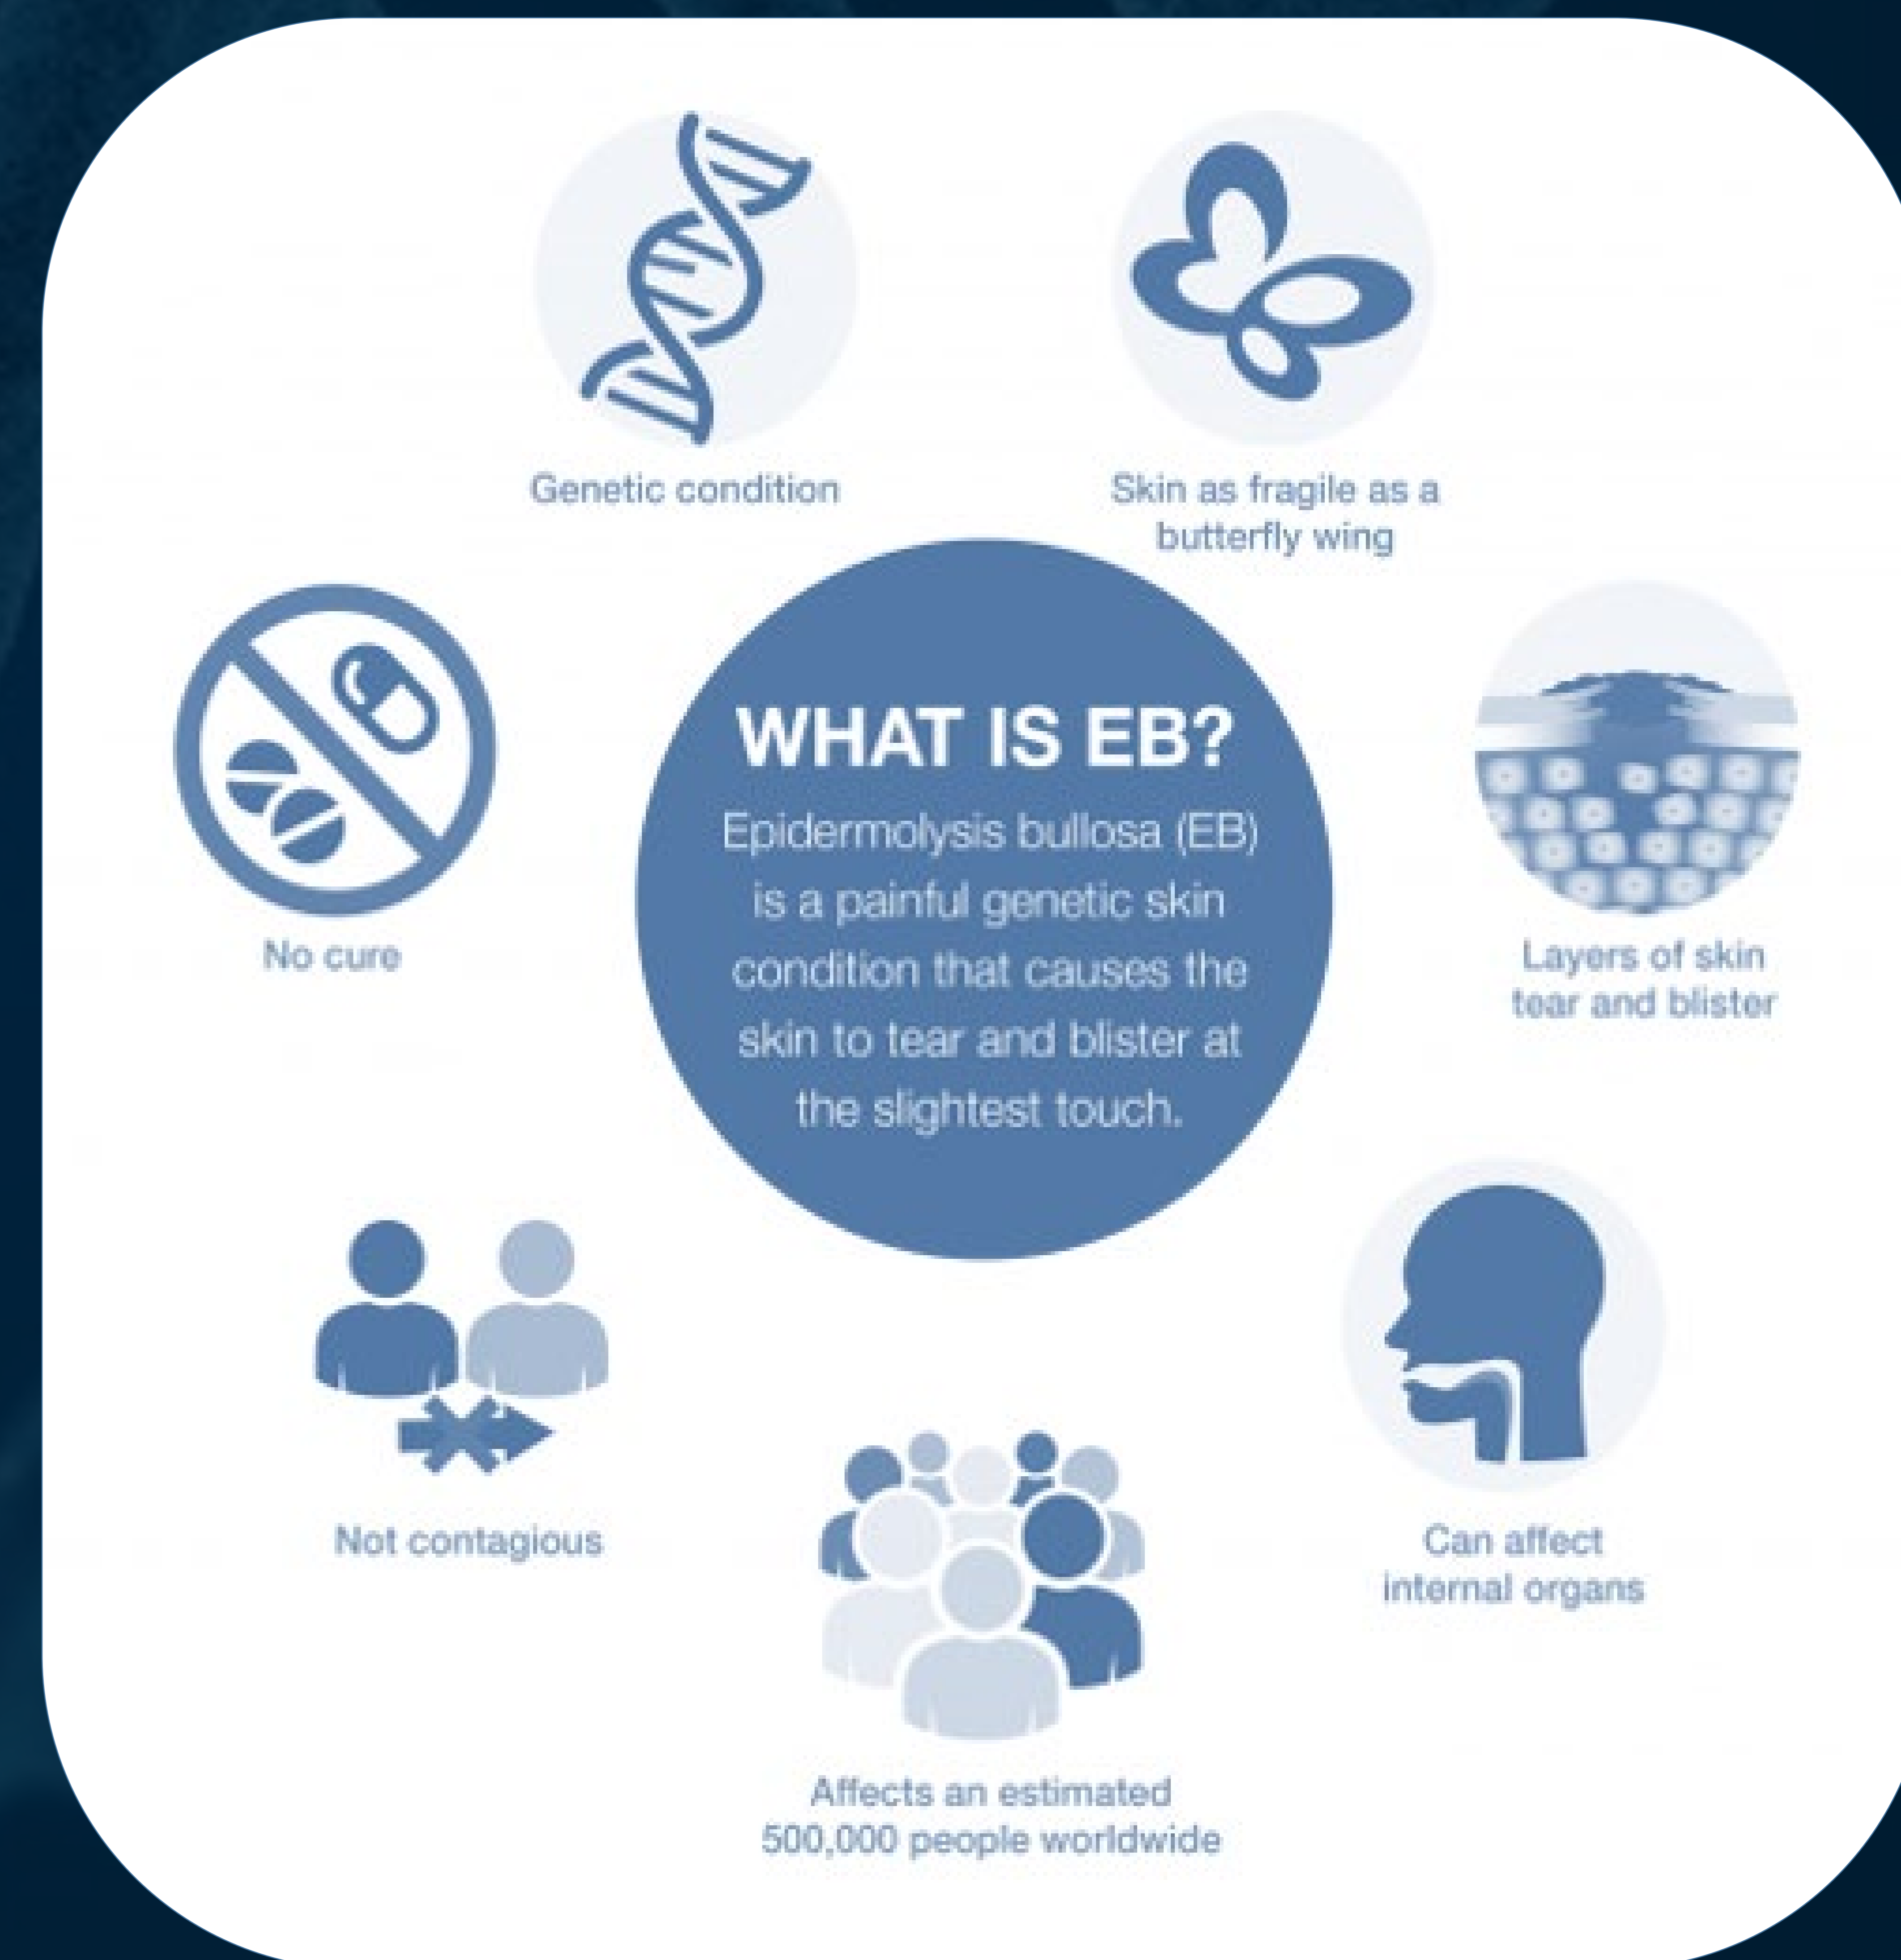 Genetic condition
Skin as fragile as a
butterfly wing
No cure
WHAT IS EB?
Epidermolysis bullosa (EB)
is a painful genetic skin
condition that causes the
skin to tear and blister at
the slightest touch.
Layers of skin
tear and blister
Not contagious
Can affect
internal organs
Affects an estimated
500,000 people worldwide